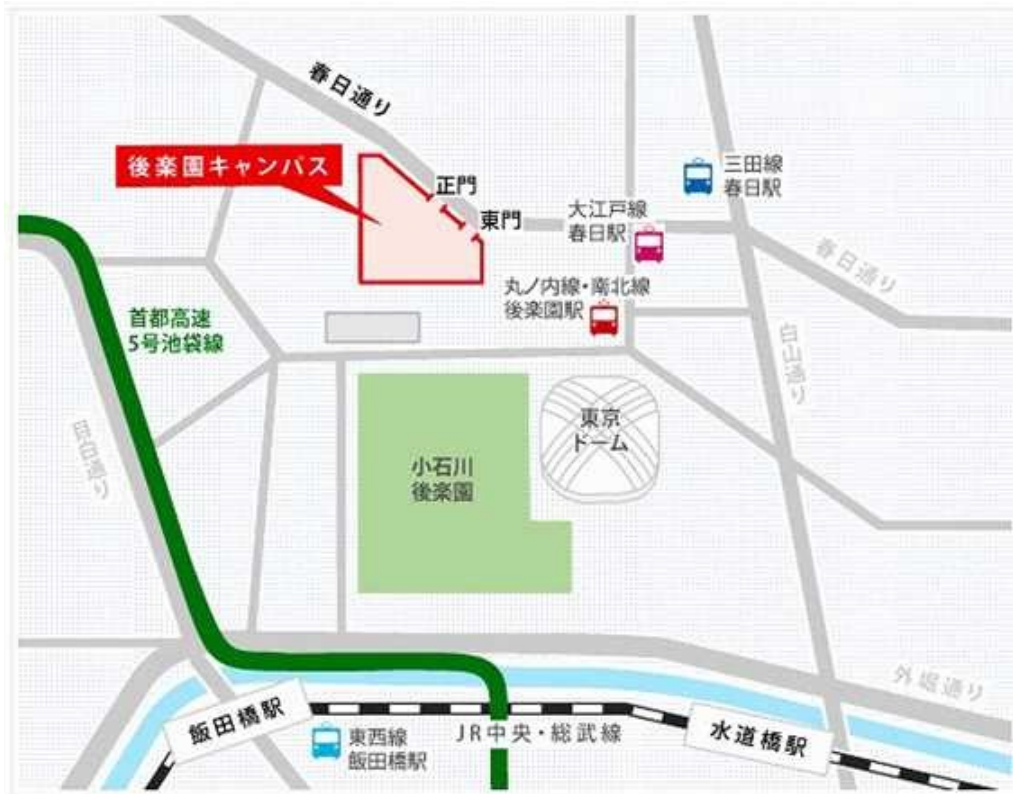 春日通り
後楽園キャンパス
正門
東門
三田線
春日駅
大江戸線
春日駅
丸ノ内線・南北線
後楽園駅
春日通り
首都高速
5号池袋線
目白通り
白山通り
東京
ドーム
小石川
後楽園
外堀通り
飯田橋駅
東西線
飯田橋駅
JR中央・総武線
水道橋駅